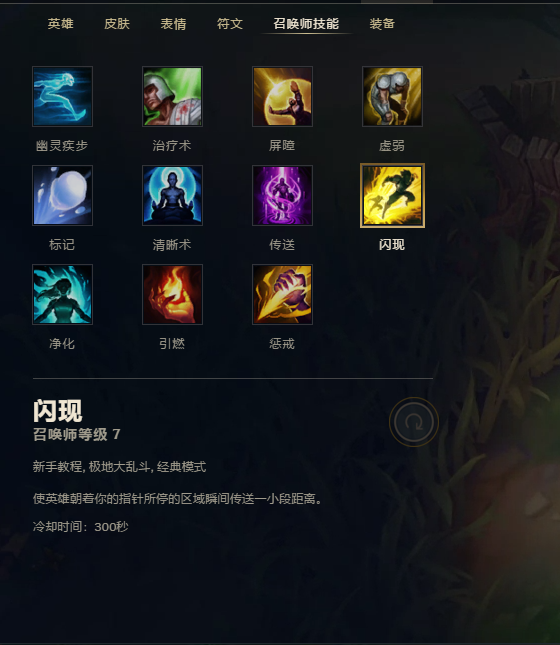 英雄 皮肤 表情 符文 召唤师技能 装备
幽灵疾步 治疗术 屏障 虚弱
标记 清晰术 传送 闪现
净化 引燃 惩戒
闪现
召唤师等级 7
新手教程, 极地大乱斗, 经典模式
使英雄朝着你的指针所停的区域瞬间传送一小段距离。
冷却时间：300秒